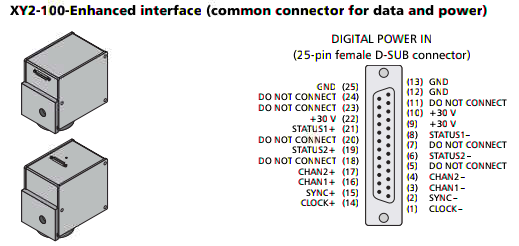 XY2-100-Enhanced interface (common connector for data and power)
DIGITAL POWER IN
(25-pin female D-SUB connector)
GND (25)
DO NOT CONNECT (24)
DO NOT CONNECT (23)
+30 V (22)
STATUS1+ (21)
DO NOT CONNECT (20)
STATUS2+ (19)
DO NOT CONNECT (18)
CHAN2+ (17)
CHAN1+ (16)
SYNC+ (15)
CLOCK+ (14)
(13) GND
(12) GND
(11) DO NOT CONNECT
(10) +30 V
(9) +30 V
(8) STATUS1–
(7) DO NOT CONNECT
(6) STATUS2–
(5) DO NOT CONNECT
(4) CHAN2–
(3) CHAN1–
(2) SYNC–
(1) CLOCK–